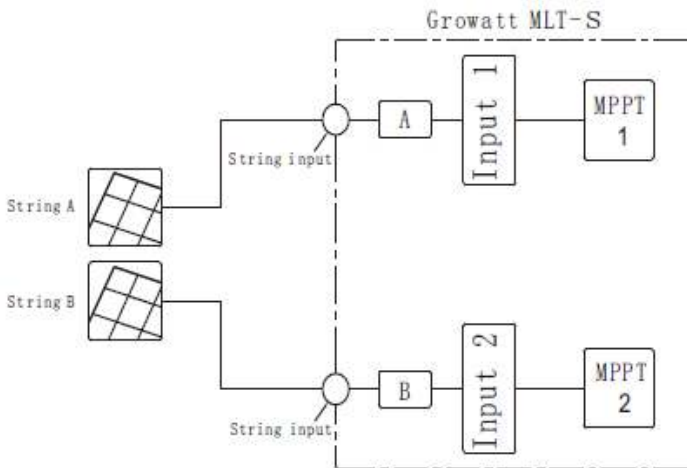 Growatt MLT-S
A
Input 1
MPPT
1
String input
String A
String B
B
Input 2
MPPT
2
String input